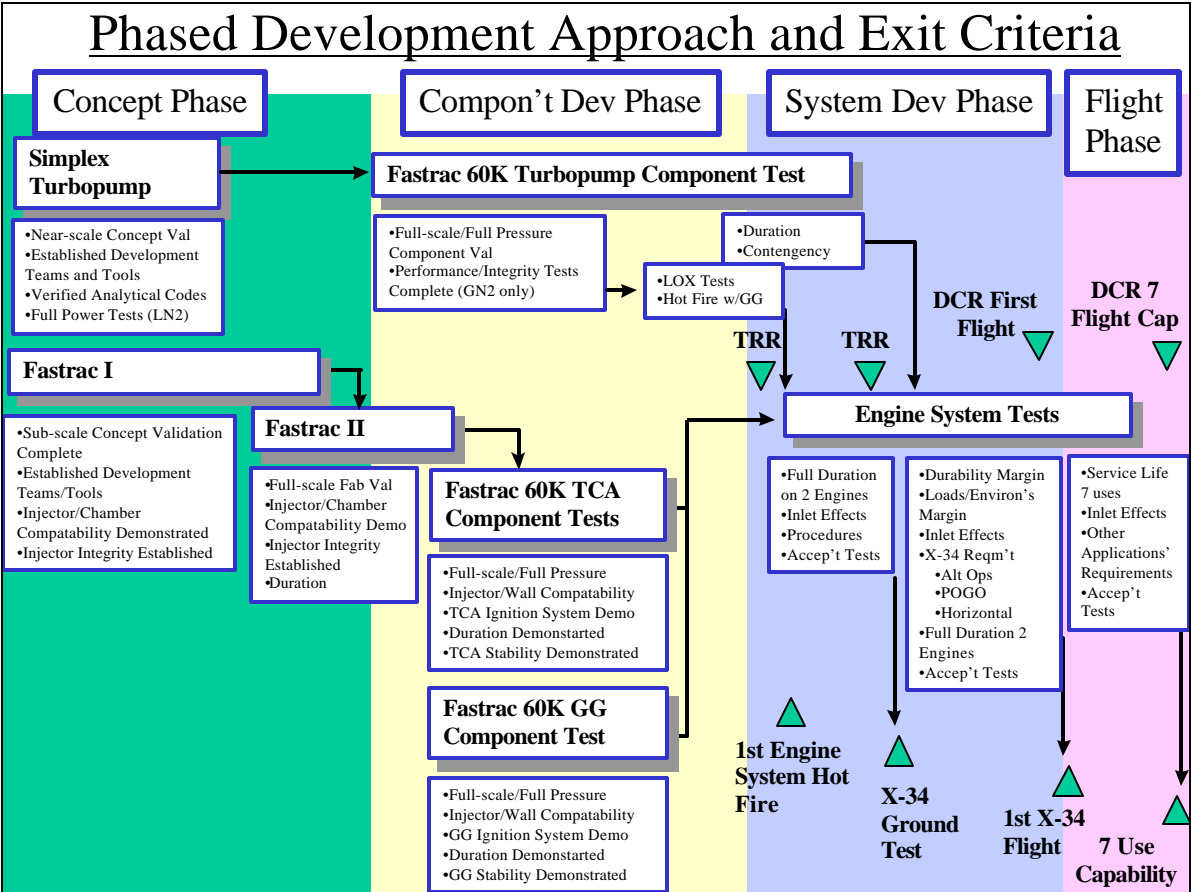 Phased Development Approach and Exit Criteria
Concept Phase
Compon't Dev Phase
System Dev Phase
Flight
Phase
Simplex
Turbopump
Fastrac 60K Turbopump Component Test
•Near-scale Concept Val
•Established Development
Teams and Tools
•Verified Analytical Codes
•Full Power Tests (LN2)
•Full-scale/Full Pressure
Component Val
•Performance/Integrity Tests
Complete (GN2 only)
•Duration
•Contengency
•LOX Tests
•Hot Fire w/GG
DCR First
Flight
DCR 7
Flight Cap
TRR
TRR
Fastrac I
Fastrac II
Engine System Tests
•Sub-scale Concept Validation
Complete
•Established Development
Teams/Tools
•Injector/Chamber
Compatability Demonstrated
•Injector Integrity Established
•Full-scale Fab Val
•Injector/Chamber
Compatability Demo
•Injector Integrity
Established
•Duration
Fastrac 60K TCA
Component Tests
•Full-scale/Full Pressure
•Injector/Wall Compatability
•TCA Ignition System Demo
•Duration Demonstarted
•TCA Stability Demonstrated
Fastrac 60K GG
Component Test
•Full-scale/Full Pressure
•Injector/Wall Compatability
•GG Ignition System Demo
•Duration Demonstarted
•GG Stability Demonstrated
•Full Duration
on 2 Engines
•Inlet Effects
•Procedures
•Accep't Tests
•Durability Margin
•Loads/Environ's
Margin
•Inlet Effects
•X-34 Reqm't
•Alt Ops
•POGO
•Horizontal
•Full Duration 2
Engines
•Accep't Tests
•Service Life
7 uses
•Inlet Effects
•Other
Applications'
Requirements
•Accep't
Tests
1st Engine
System Hot
Fire
X-34
Ground
Test
1st X-34
Flight
7 Use
Capability